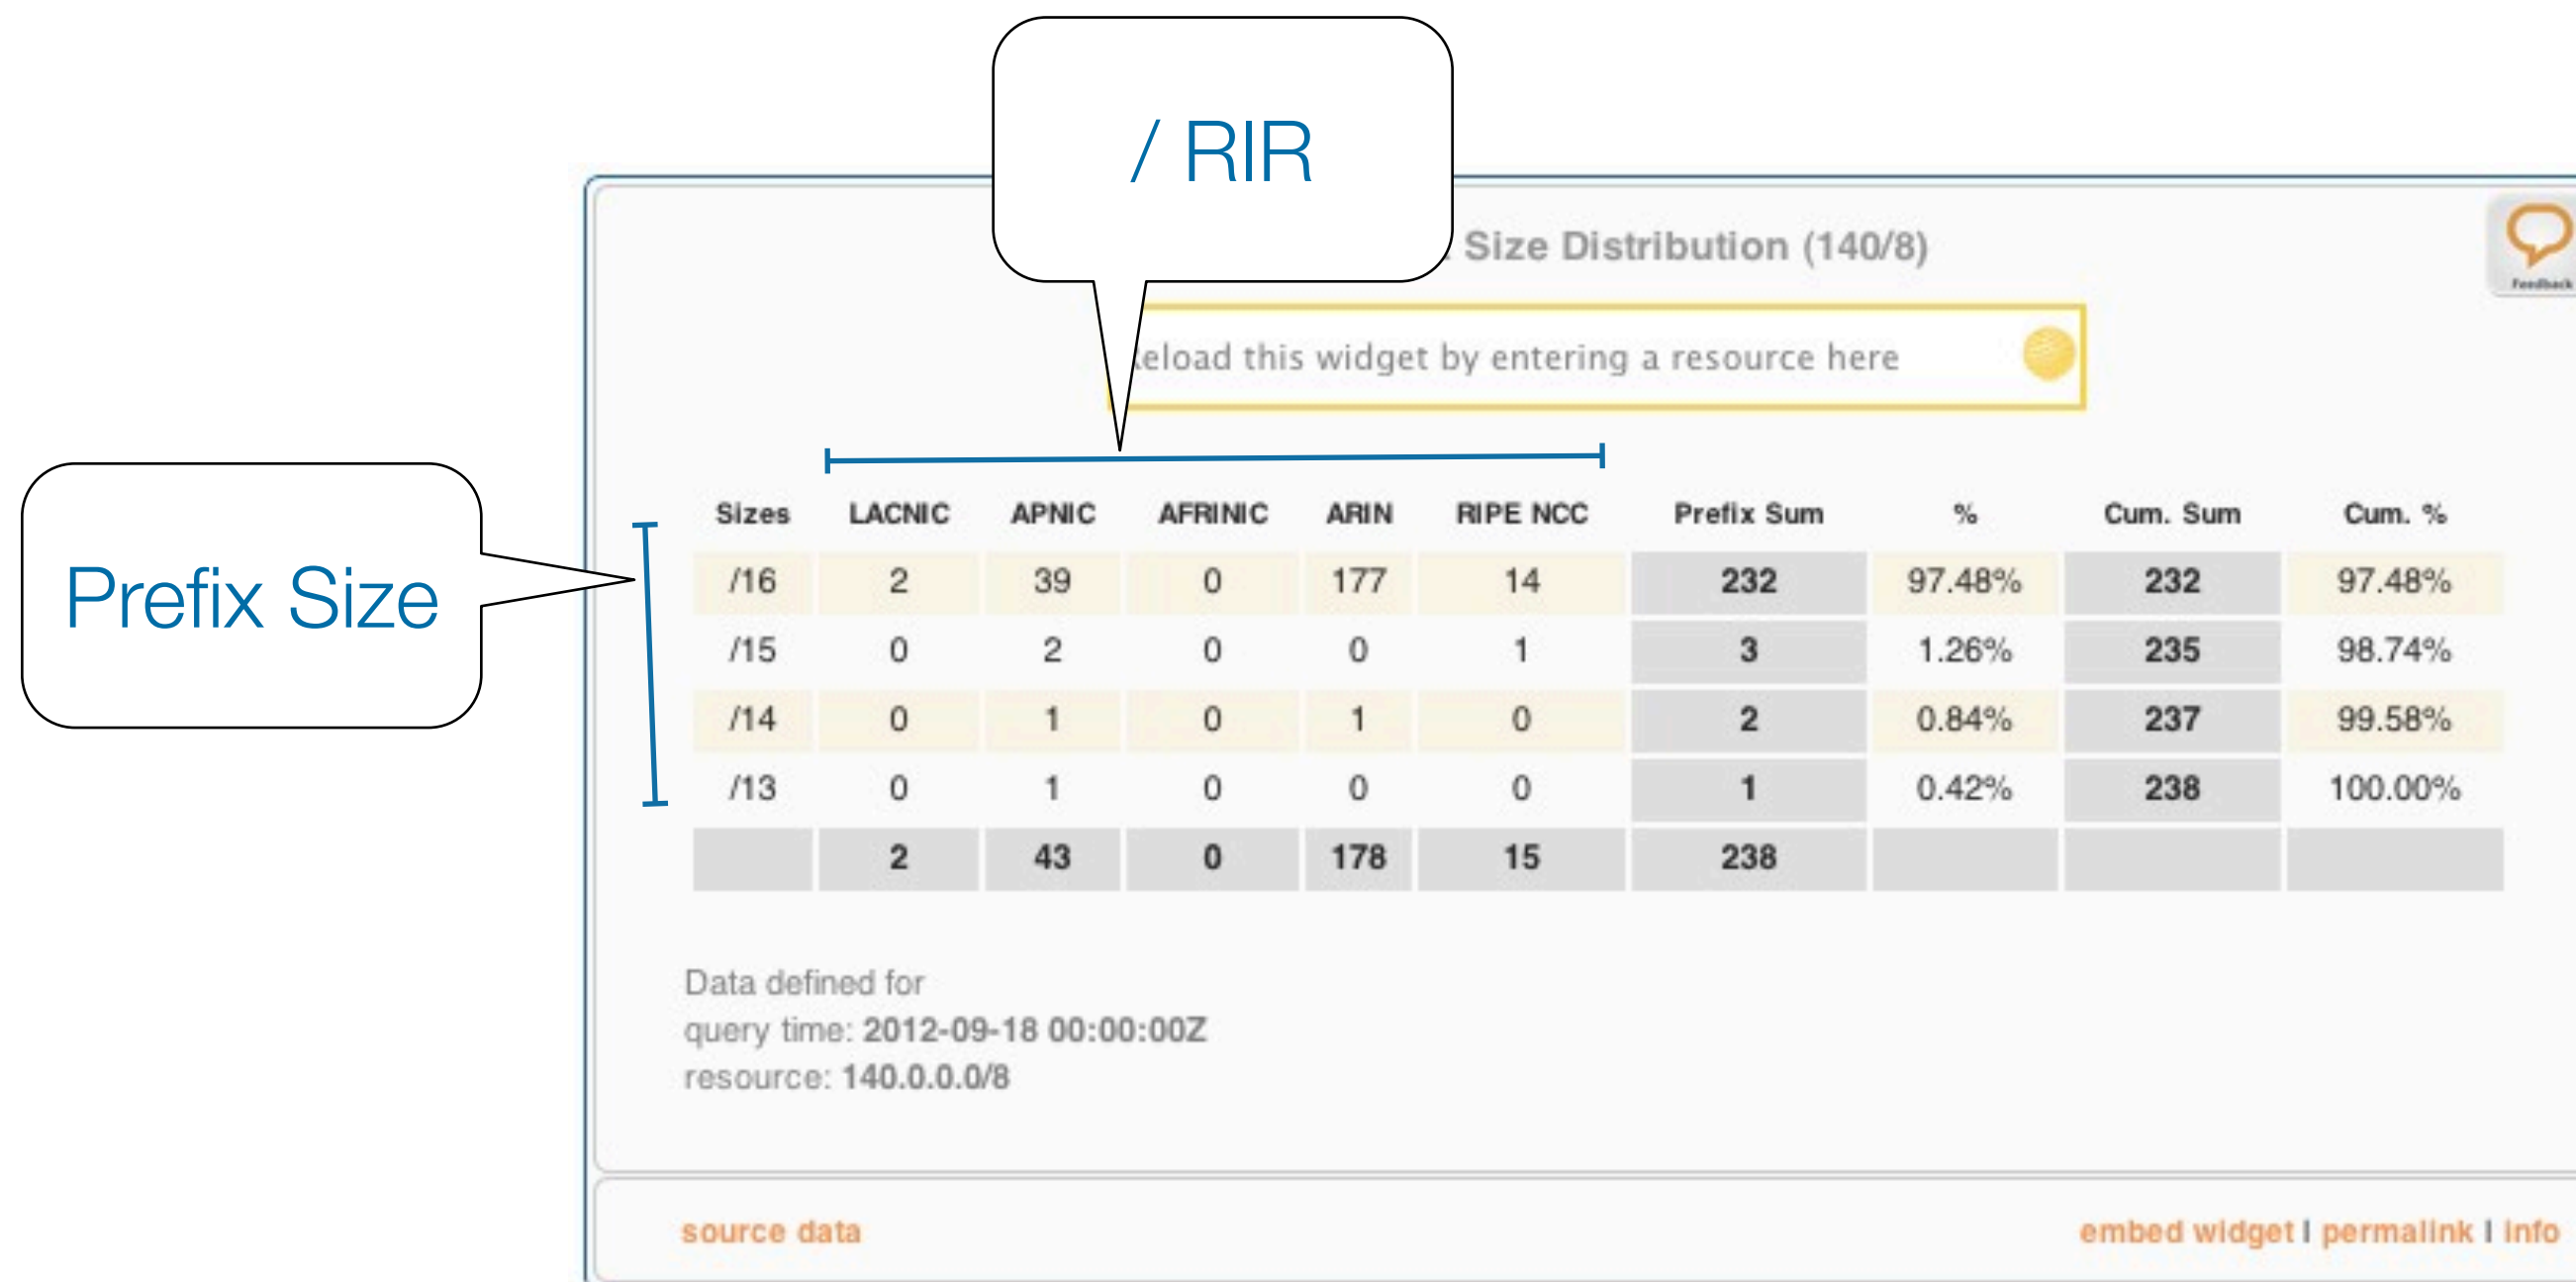 / RIR
Size Distribution (140/8)
Feedback
eload this widget by entering a resource here
Prefix Size
Sizes LACNIC APNIC AFRINIC ARIN RIPE NCC Prefix Sum % Cum. Sum Cum. %
/16 2 39 0 177 14 232 97.48% 232 97.48%
/15 0 2 0 0 1 3 1.26% 235 98.74%
/14 0 1 0 1 0 2 0.84% 237 99.58%
/13 0 1 0 0 0 1 0.42% 238 100.00%
2 43 0 178 15 238
Data defined for
query time: 2012-09-18 00:00:00Z
resource: 140.0.0.0/8
source data
embed widget | permalink | info